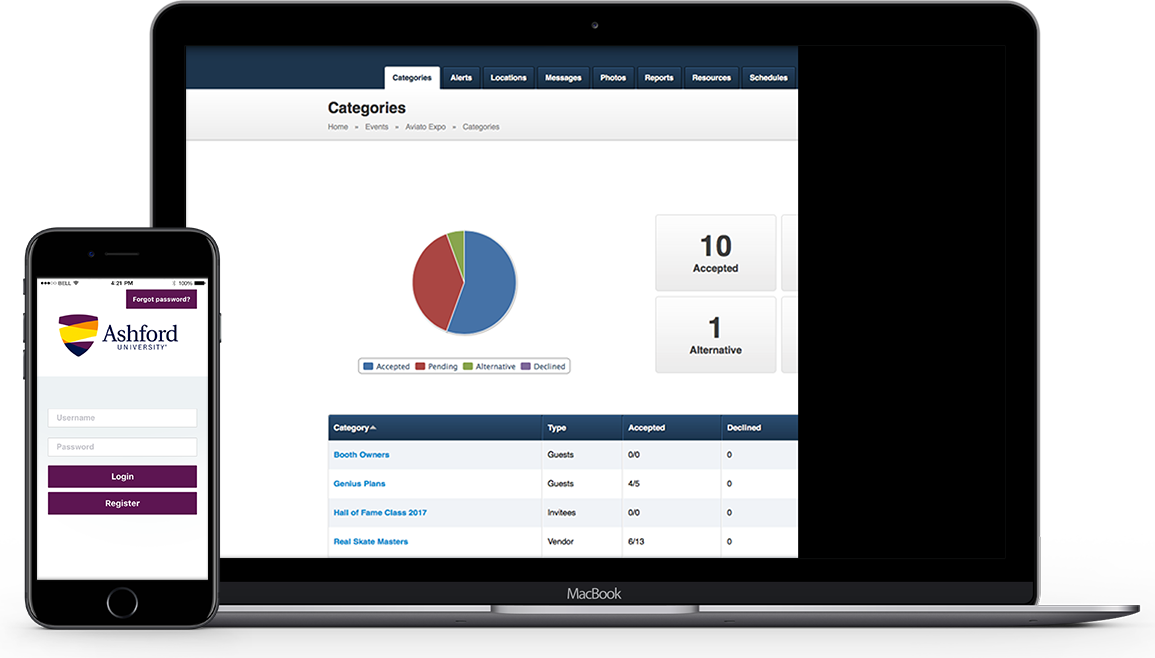 Categories Alerts Locations Messages Photos Reports Resources Schedules
Categories
Home » Events » Aviato Expo » Categories
10
Accepted
1
Alternative
Accepted Pending Alternative Declined
Category Type Accepted Declined
Booth Owners Guests 0/0 0
Genius Plans Guests 4/5 0
Hall of Fame Class 2017 Invitees 0/0 0
Real Skate Masters Vendor 6/13 0
MacBook
BELL 4:21 PM 100%
Forgot password?
Ashford
UNIVERSITY
Username
Password
Login
Register